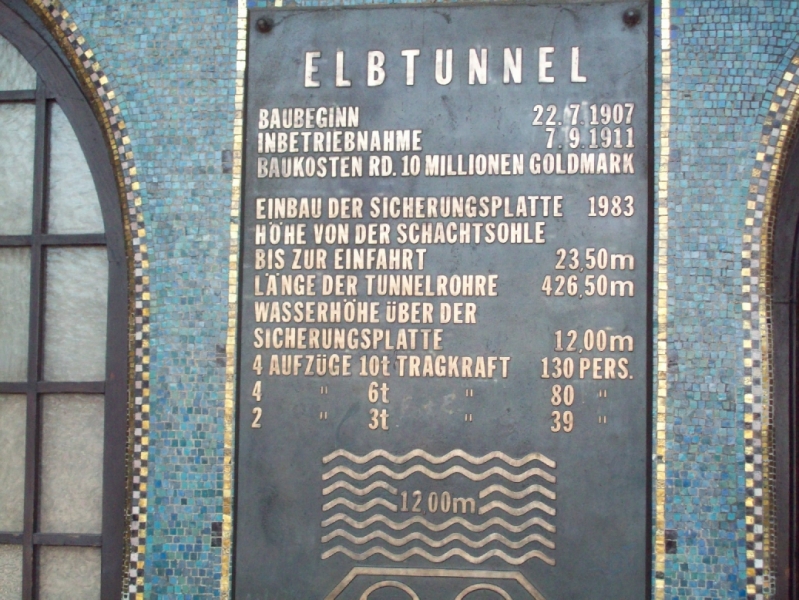 ELBTUNNEL
BAUBEGINN 22.7.1907
INBETRIEBNAHME 7.9.1911
BAUKOSTEN RD. 10 MILLIONEN GOLDMARK
EINBAU DER SICHERUNGSPLATTE 1983
HÖHE VON DER SCHACHTSOHLE
BIS ZUR EINFAHRT 23,50m
LÄNGE DER TUNNELROHRE 426,50m
WASSERHÖHE ÜBER DER
SICHERUNGSPLATTE 12,00m
4 AUFZÜGE 10t TRAGKRAFT 130 PERS.
4 " 6t " 80 "
2 " 3t " 39 "
12 00m